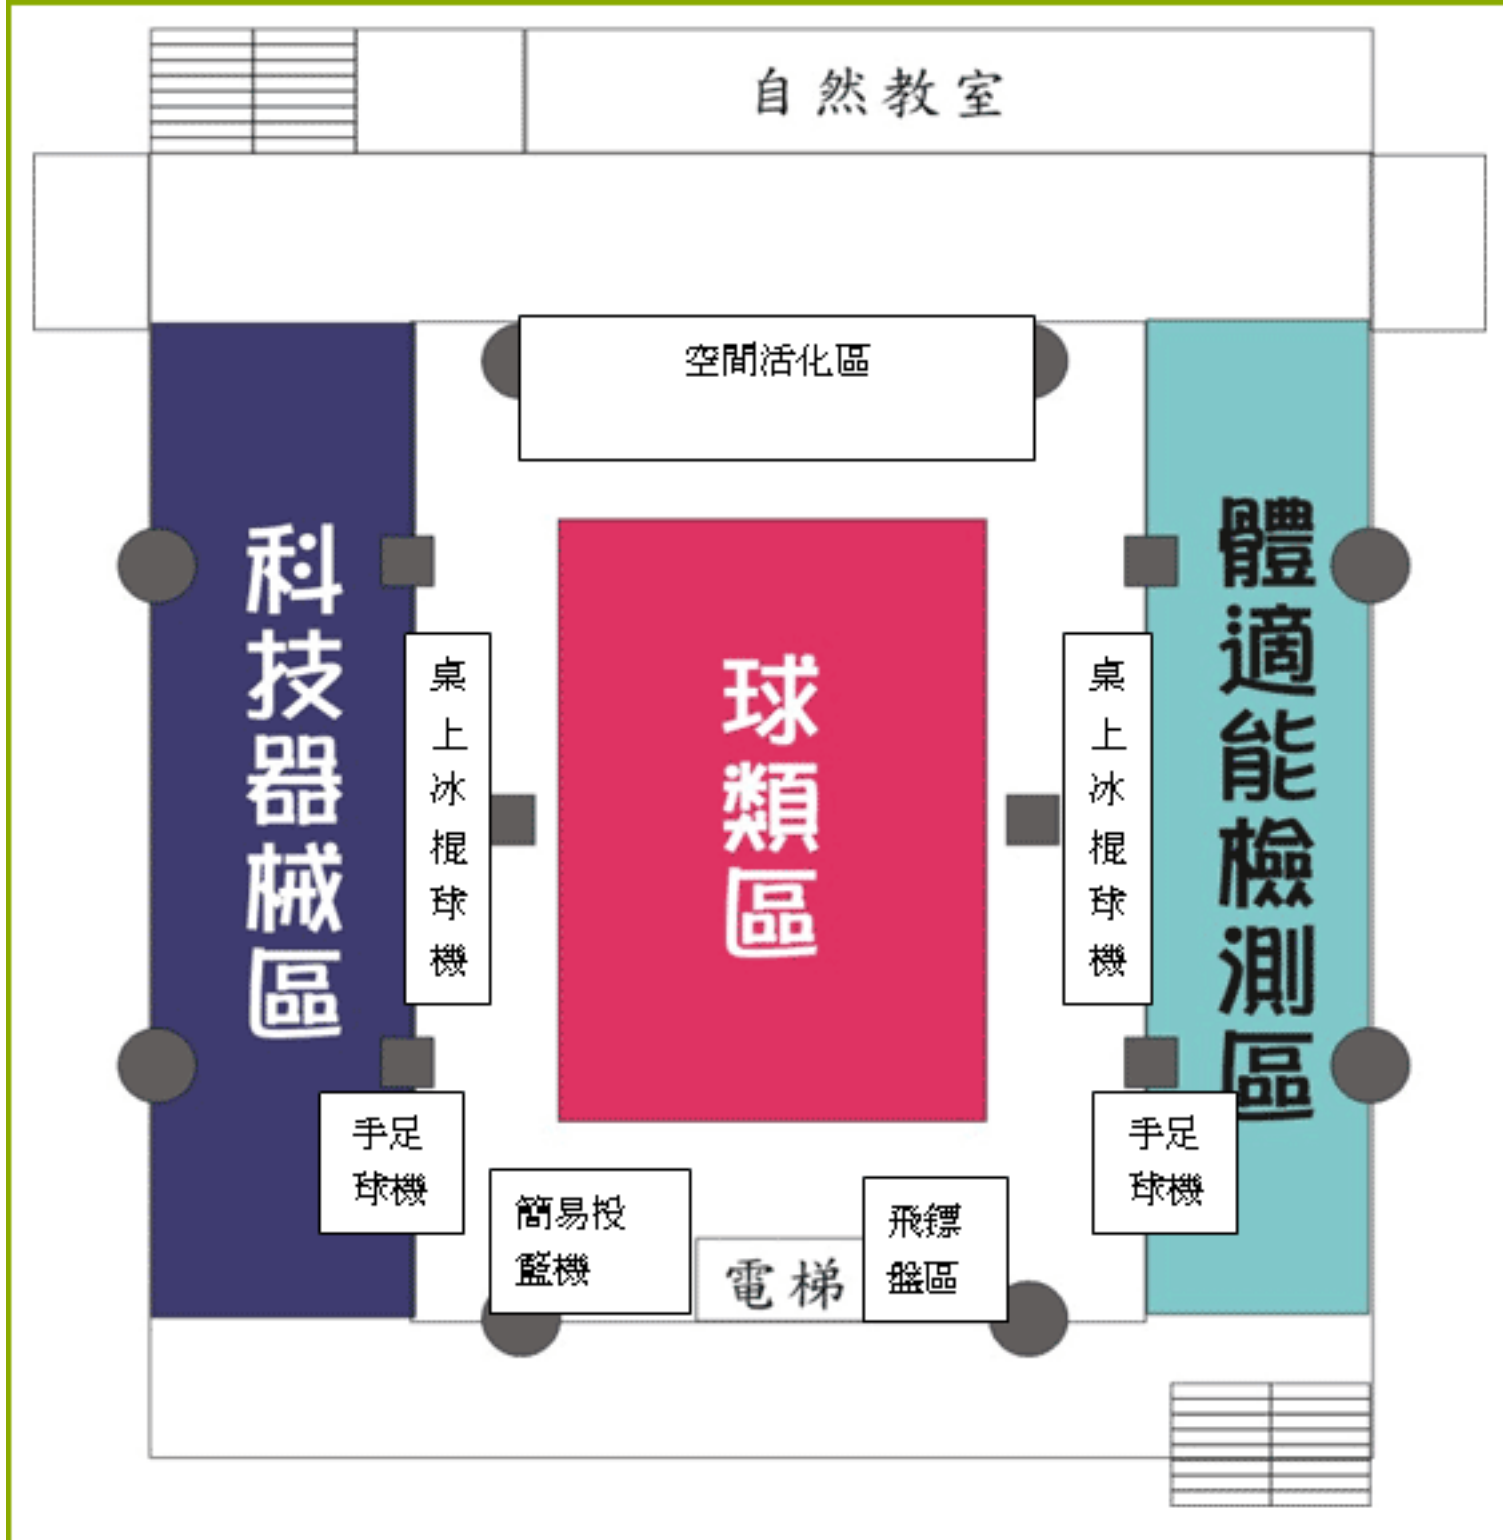 自然教室
空間活化區
科技器械區
桌上冰棍球機
球類區
桌上冰棍球機
體適能檢測區
手足
球機
簡易投
籃機
電梯
飛鏢
盤區
手足
球機